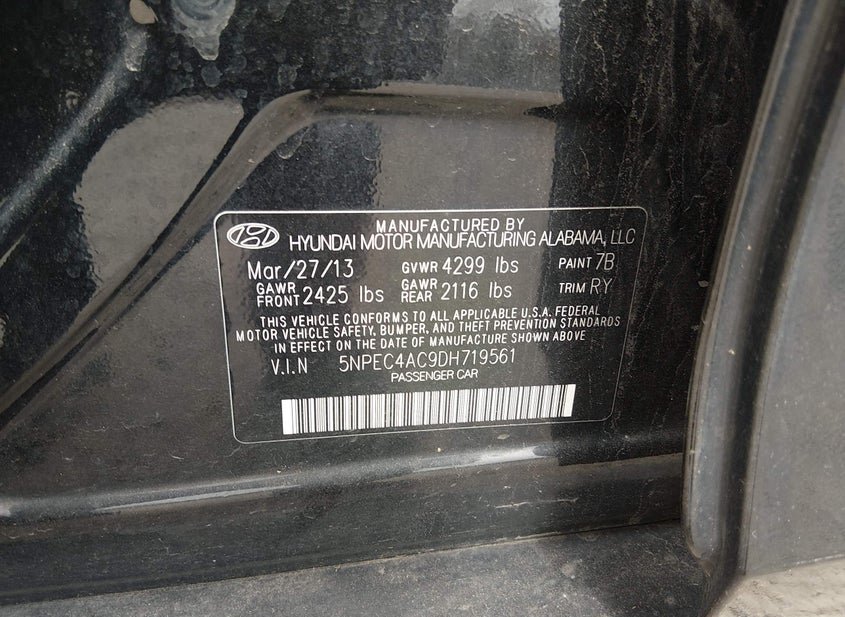 MANUFACTURED BY
HYUNDAI MOTOR MANUFACTURING ALABAMA, LLC
Mar/27/13 GVWR 4299 lbs PAINT 7B
GAWR FRONT 2425 lbs GAWR REAR 2116 lbs TRIM RY
THIS VEHICLE CONFORMS TO ALL APPLICABLE U.S.A. FEDERAL
MOTOR VEHICLE SAFETY, BUMPER, AND THEFT PREVENTION STANDARDS
IN EFFECT ON THE DATE OF MANUFACTURE SHOWN ABOVE
V.I.N 5NPEC4AC9DH719561
PASSENGER CAR